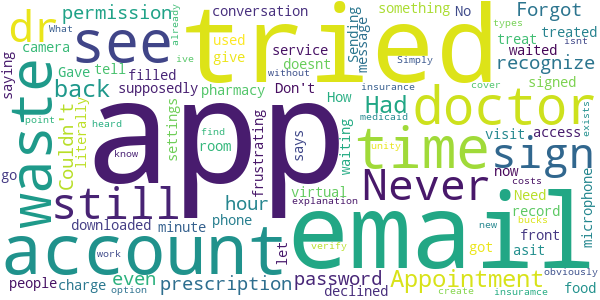 permission
conversation
something
No
Forgot
types
already
dr
see
tried
camera
What
used
give
service
doesnt
Sending
message
waited
treated
treat
isnt
ive
saying
Gave
tell
back
filled
supposedly
pharmacy
Don't
How
recognize
Simply
without
insurance
cover
signed
point
waste
Couldn't
literally
heard
settings
find
room
app
says
frustrating
waiting
Had
doctor
medicaid
exists
time
visit
access
know
sign
unity
go
still
hour
virtual
Never
explanation
costs
now
Need
record
bucks
microphone
email
account
downloaded
minute
phone
let
verify
new
got
front
asit
obviously
people
charge
work
even
option
prescription
password
declined
Appointment
create
insuramce
food